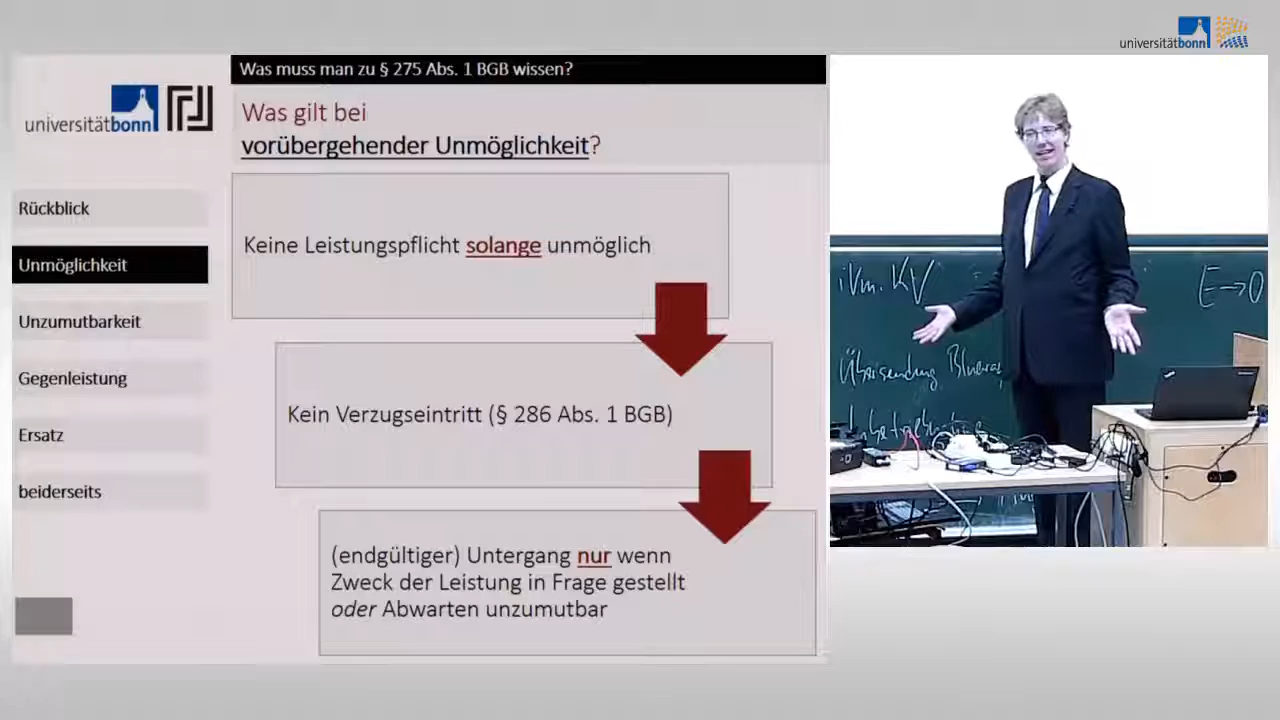 universitätbonn
Was muss man zu § 275 Abs. 1 BGB wissen?
universitätbonn
Was gilt bei
vorübergehender Unmöglichkeit?
Rückblick
Unmöglichkeit
Unzumutbarkeit
Gegenleistung
Ersatz
beiderseits
Keine Leistungspflicht solange unmöglich
Kein Verzugseintritt (§ 286 Abs. 1 BGB)
(endgültiger) Untergang nur wenn
Zweck der Leistung in Frage gestellt
oder Abwarten unzumutbar
iVm. KV
E→O
Übersendung